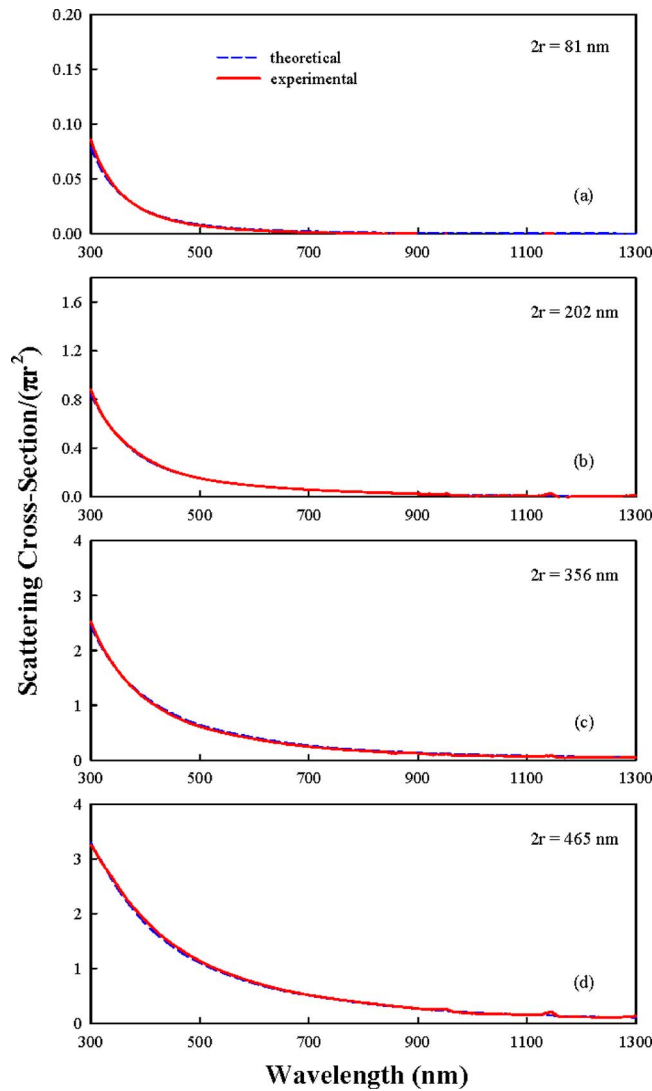 0.20
2r = 81 nm
theoretical
experimental
0.15
0.10
0.05
(a)
0.00
300 500 700 900 1100 1300
1.6
2r = 202 nm
1.2
0.8
0.4
(b)
0.0
300 500 700 900 1100 1300
Scattering Cross-Section/(πr²)
4
2r = 356 nm
3
2
1
(c)
0
300 500 700 900 1100 1300
4
2r = 465 nm
3
2
1
(d)
0
300 500 700 900 1100 1300
Wavelength (nm)